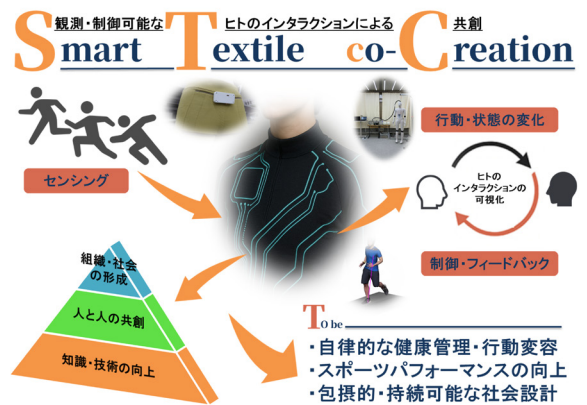 観測・制御可能な ヒトのインタラクションによる 共創
Smart Textile co-Creation
センシング
行動・状態の変化
ヒトの
インタラクションの
可視化
制御・フィードバック
組織・社会
の形成
人と人の共創
知識・技術の向上
To be
・自律的な健康管理・行動変容
・スポーツパフォーマンスの向上
・包摂的・持続可能な社会設計